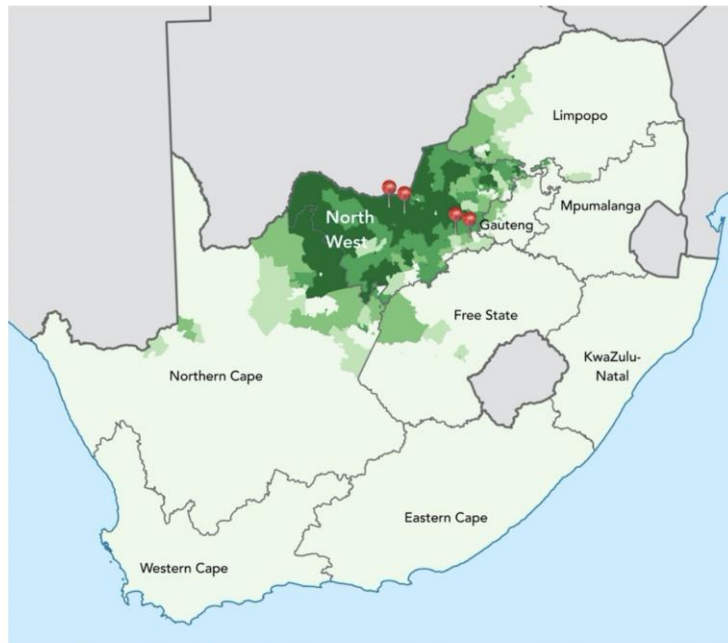 Limpopo
Mpumalanga
North
West
Gauteng
Free State
KwaZulu-
Natal
Northern Cape
Eastern Cape
Western Cape